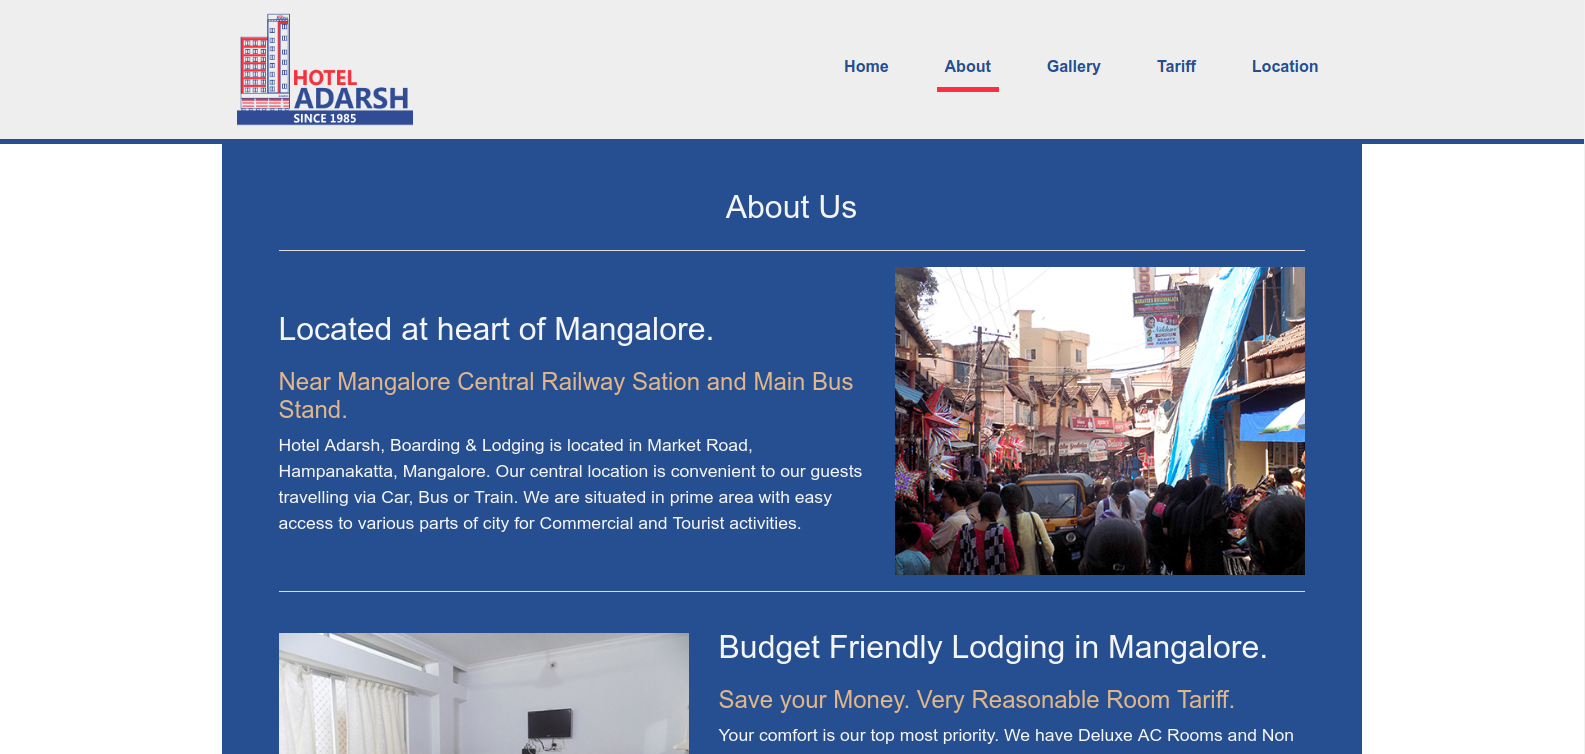 HOTEL
ADARSH
SINCE 1985
Home
About
Gallery
Tariff
Location
About Us
Located at heart of Mangalore.
Near Mangalore Central Railway Sation and Main Bus
Stand.
Hotel Adarsh, Boarding & Lodging is located in Market Road,
Hampanakatta, Mangalore. Our central location is convenient to our guests
travelling via Car, Bus or Train. We are situated in prime area with easy
access to various parts of city for Commercial and Tourist activities.
Budget Friendly Lodging in Mangalore.
Save your Money. Very Reasonable Room Tariff.
Your comfort is our top most priority. We have Deluxe AC Rooms and Non